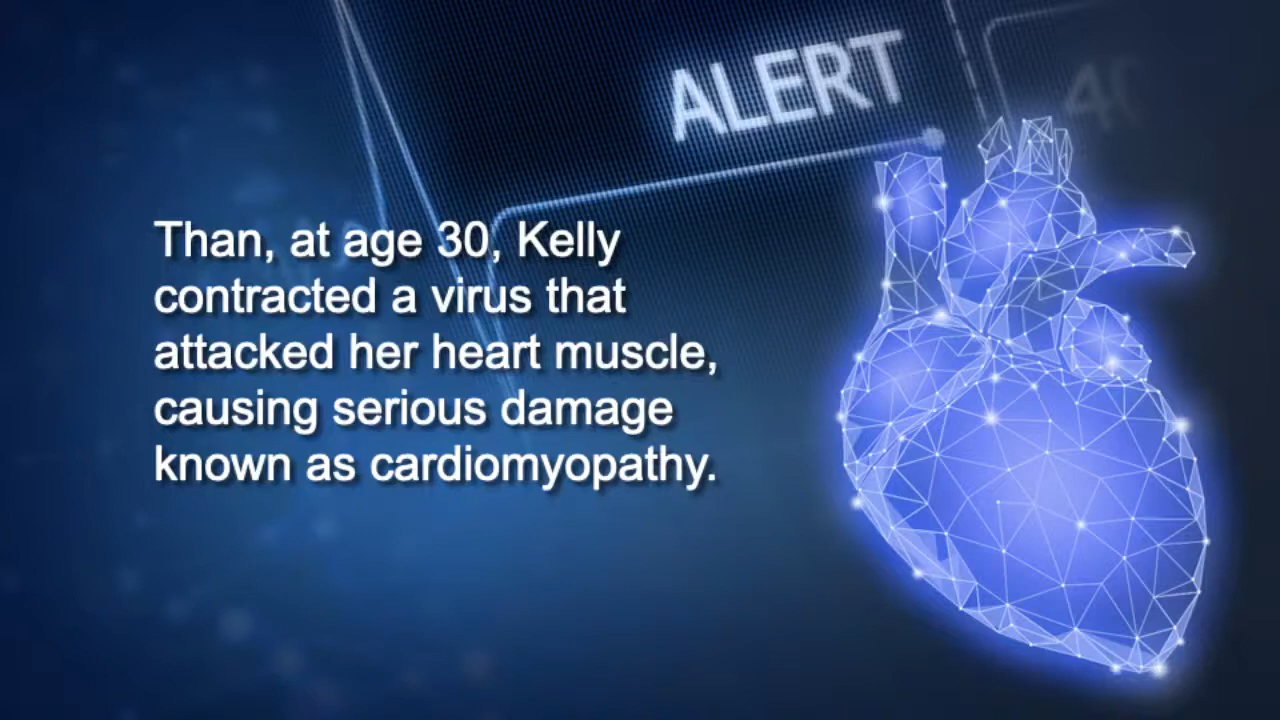 ALERT
Than, at age 30, Kelly
contracted a virus that
attacked her heart muscle,
causing serious damage
known as cardiomyopathy.